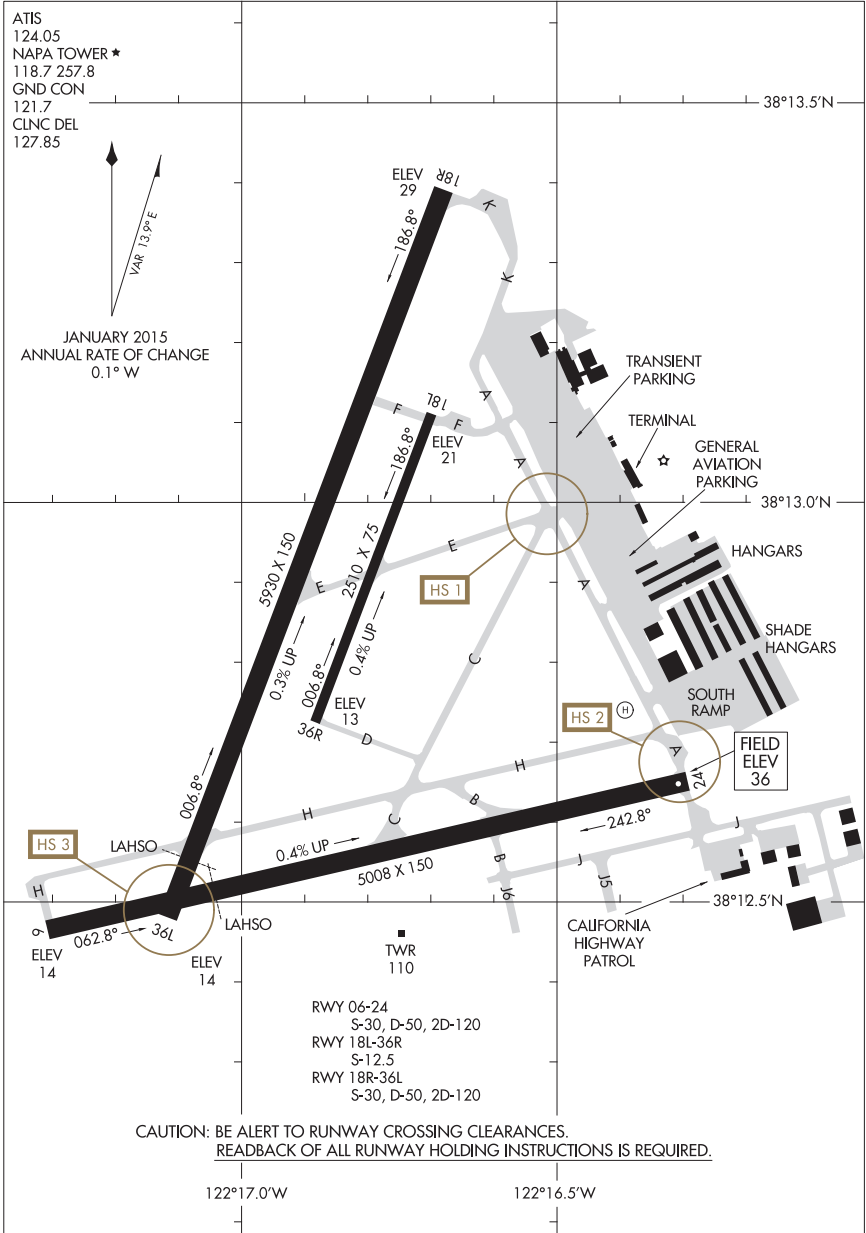 ATIS
124.05
NAPA TOWER ★
118.7 257.8
GND CON
121.7
CLNC DEL
127.85
38°13.5'N
VAR 13.9° E
JANUARY 2015
ANNUAL RATE OF CHANGE
0.1° W
ELEV
29
18R
186.8°
K
K
TRANSIENT
PARKING
A
F
18L
F
ELEV
21
186.8°
A
TERMINAL
GENERAL
AVIATION
PARKING
38°13.0'N
E
HS 1
HANGARS
5930 X 150
2510 X 75
E
A
SHADE
HANGARS
0.3% UP
006.8°
0.4% UP
C
ELEV
13
36R
D
SOUTH
RAMP
HS 2
H
A
FIELD
ELEV
36
24
006.8°
H
H
B
C
242.8°
J
HS 3
LAHSO
0.4% UP
5008 X 150
B
J
J5
J6
H
6
062.8°
36L
LAHSO
38°12.5'N
ELEV
14
ELEV
14
TWR
110
CALIFORNIA
HIGHWAY
PATROL
RWY 06-24
S-30, D-50, 2D-120
RWY 18L-36R
S-12.5
RWY 18R-36L
S-30, D-50, 2D-120
CAUTION: BE ALERT TO RUNWAY CROSSING CLEARANCES.
READBACK OF ALL RUNWAY HOLDING INSTRUCTIONS IS REQUIRED.
122°17.0'W
122°16.5'W